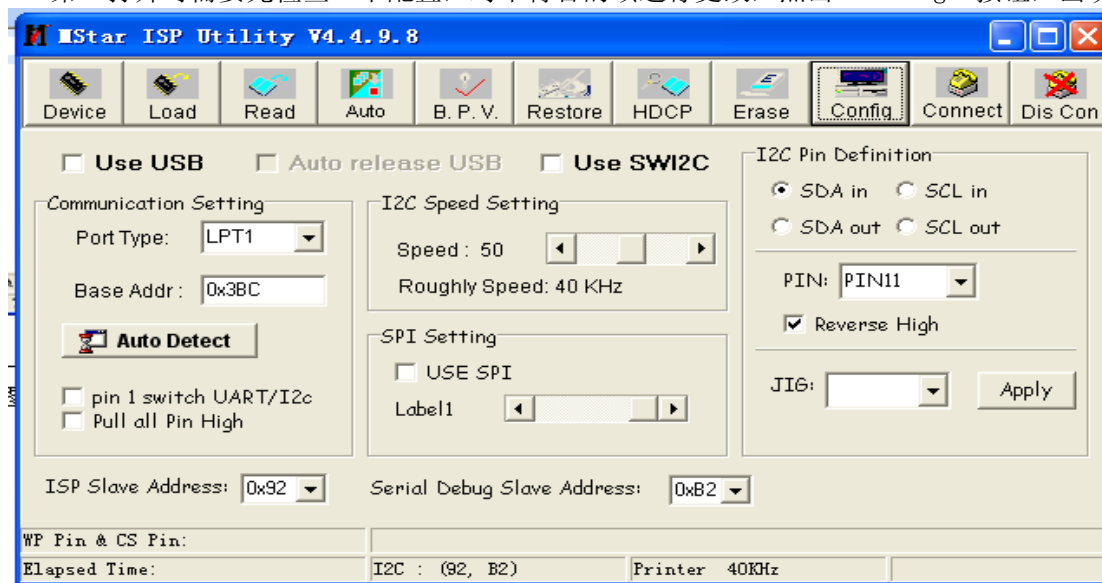 MStar ISP Utility V4.4.9.8
Device Load Read Auto B.P.V. Restore HDCP Erase Config Connect Dis Con
Use USB Auto release USB Use SWI2C
Communication Setting
Port Type: LPT1
Base Addr : 0x3BC
Auto Detect
pin 1 switch UART/I2c
Pull all Pin High
I2C Speed Setting
Speed : 50
Roughly Speed: 40 KHz
SPI Setting
USE SPI
Label1
I2C Pin Definition
SDA in SCL in
SDA out SCL out
PIN: PIN11
Reverse High
JIG: Apply
ISP Slave Address: 0x92 Serial Debug Slave Address: 0xB2
WP Pin & CS Pin:
Elapsed Time: I2C : (92, B2) Printer 40KHz